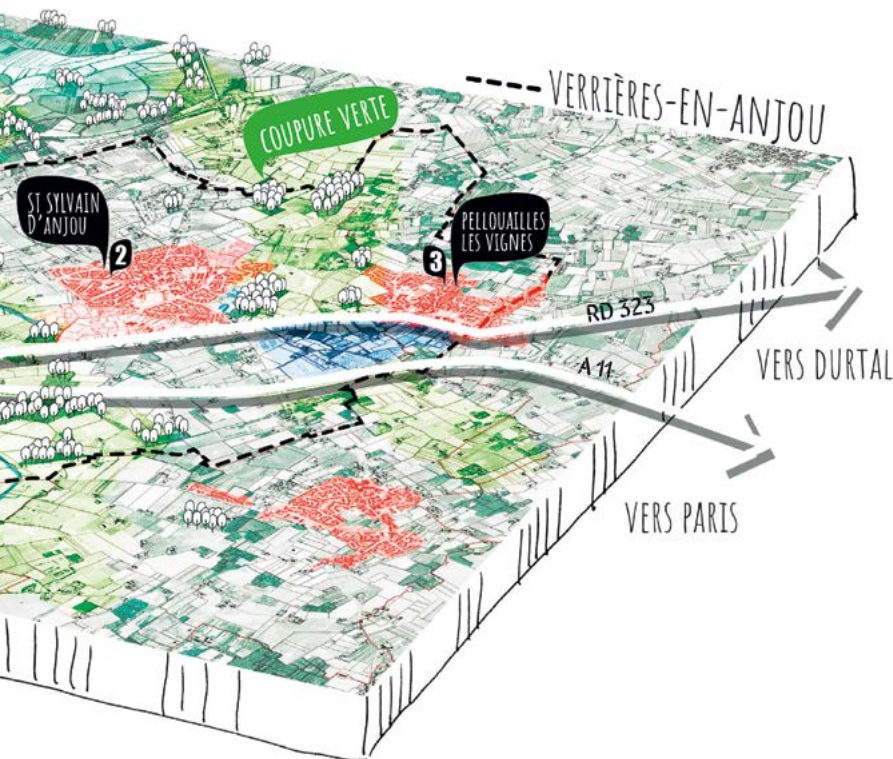 VERRIÈRES-EN-ANJOU
COUPURE VERTE
ST SYLVAIN
D'ANJOU
2
3
PELLOUAILLES
LES VIGNES
RD 323
A 11
VERS DURTAL
VERS PARIS